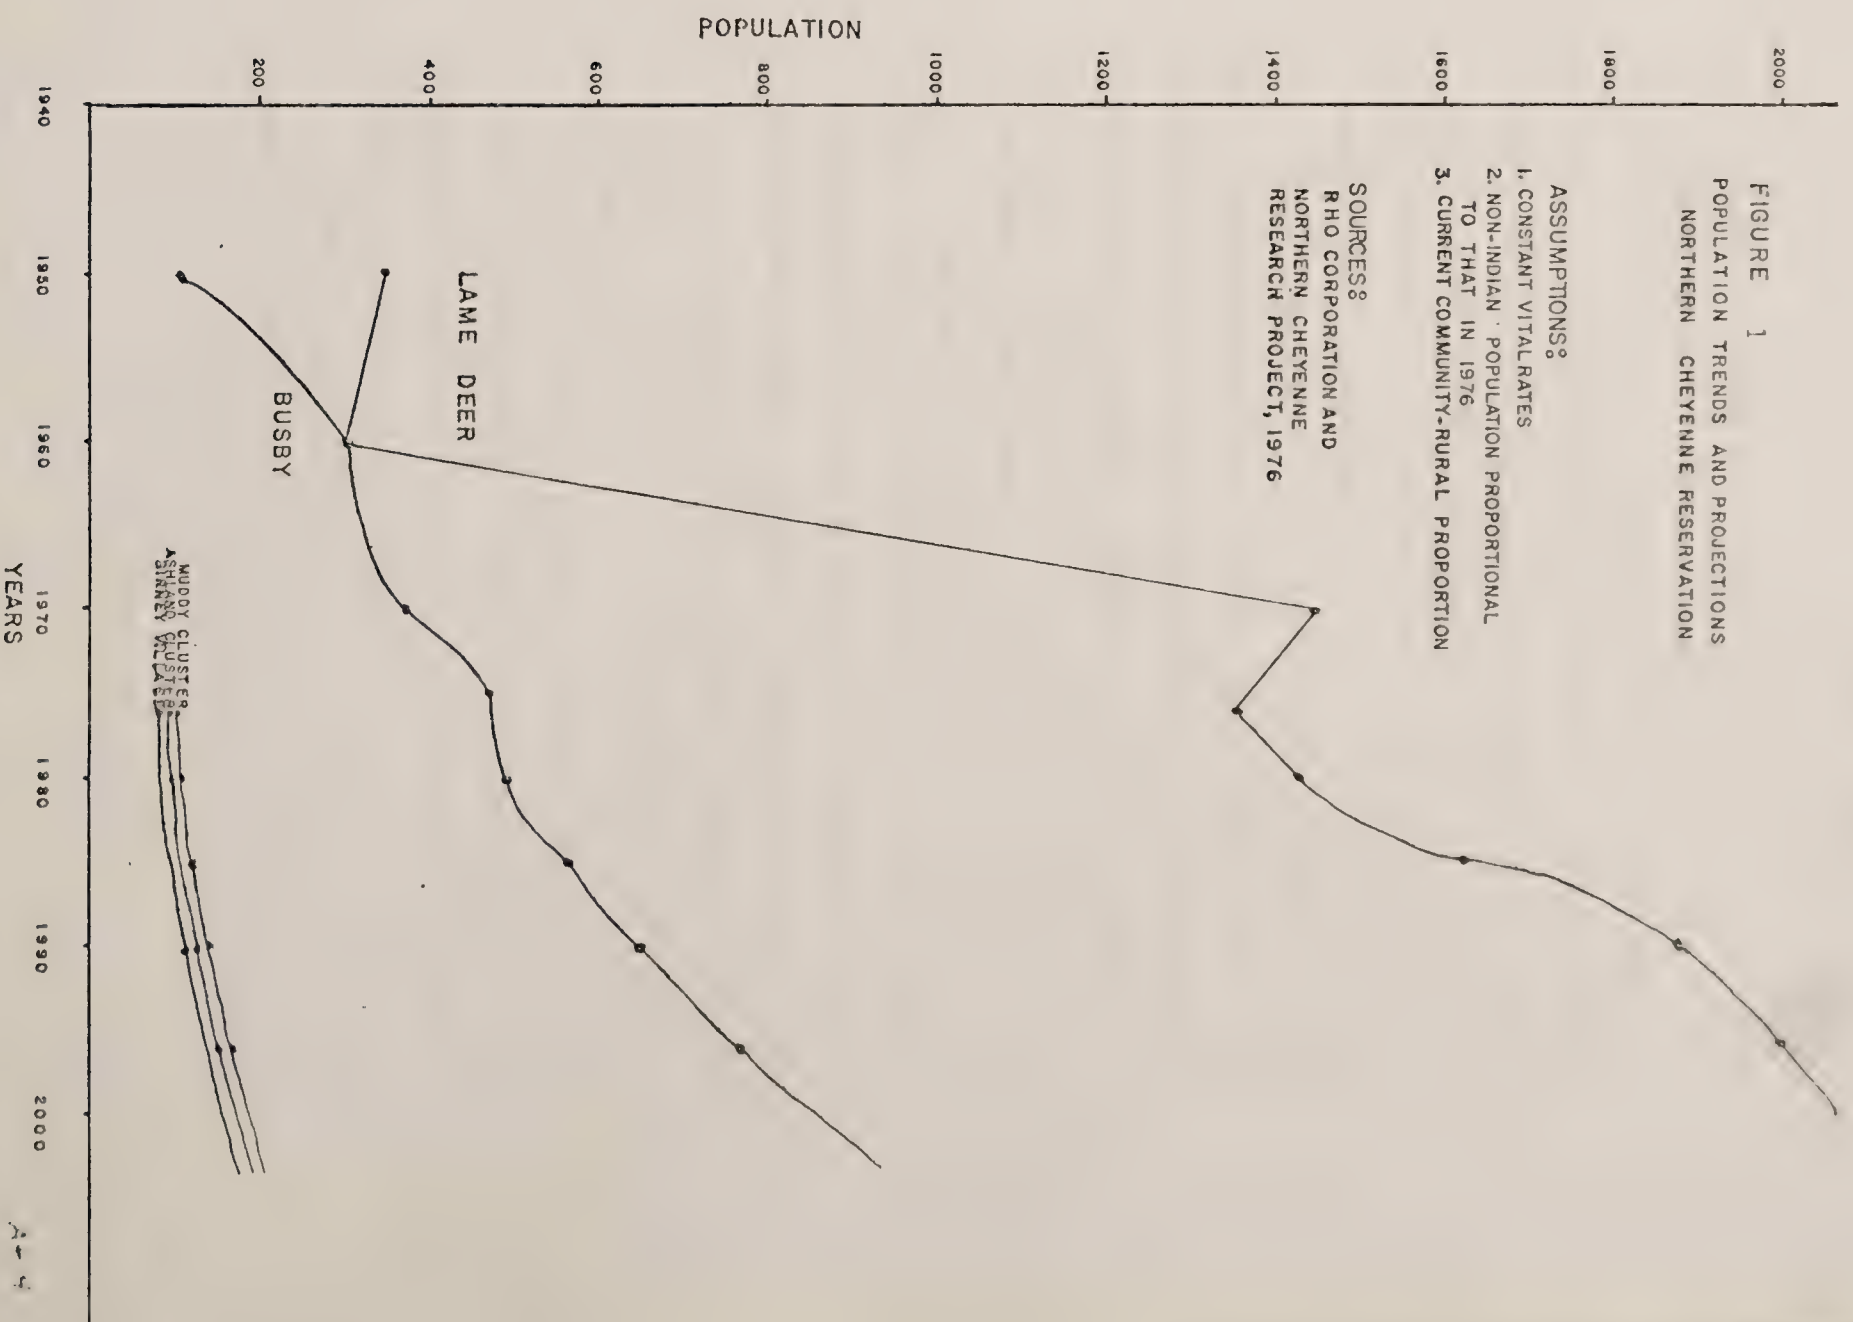 FIGURE 1
POPULATION TRENDS AND PROJECTIONS
NORTHERN CHEYENNE RESERVATION
ASSUMPTIONS:
1. CONSTANT VITAL RATES
2. NON-INDIAN POPULATION PROPORTIONAL
TO THAT IN 1976
3. CURRENT COMMUNITY-RURAL PROPORTION
SOURCES:
RHO CORPORATION AND
NORTHERN CHEYENNE
RESEARCH PROJECT, 1976
POPULATION
2000
1800
1600
1400
1200
1000
800
600
400
200
LAME DEER
BUSBY
MUDDY CLUSTER
ASHLAND CLUSTER
BIRNEY VILLAGE
1940
1950
1960
1970
1980
1990
2000
YEARS
A-4